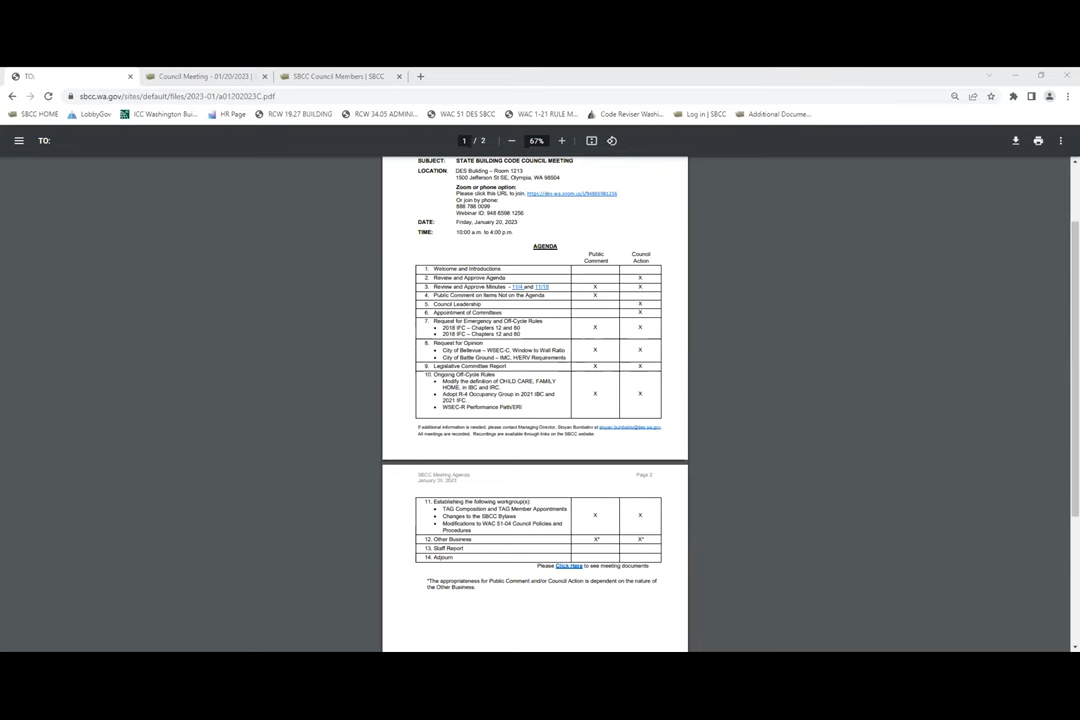 TO:
Council Meeting - 01/20/2023 |
SBCC Council Members | SBCC
sbcc.wa.gov/sites/default/files/2023-01/a01202023C.pdf
SBCC HOME
LobbyGov
ICC Washington Bui...
HR Page
RCW 19.27 BUILDING
RCW 34.05 ADMINI...
WAC 51 DES SBCC
WAC 1-21 RULE M...
Code Reviser Washi...
Log in | SBCC
Additional Docume...
TO:
1 / 2
67%
SUBJECT: STATE BUILDING CODE COUNCIL MEETING
LOCATION: DES Building – Room 1213
1500 Jefferson St SE, Olympia, WA 98504
Zoom or phone option:
Please click this URL to join. https://des-wa.zoom.us/j/94865981256
Or join by phone:
888 788 0099
Webinar ID: 948 6598 1256
DATE: Friday, January 20, 2023
TIME: 10:00 a.m. to 4:00 p.m.
AGENDA
Public Comment
Council Action
1. Welcome and Introductions
2. Review and Approve Agenda X
3. Review and Approve Minutes – 11/4 and 11/18 X X
4. Public Comment on Items Not on the Agenda X
5. Council Leadership X
6. Appointment of Committees X
7. Request for Emergency and Off-Cycle Rules
• 2018 IFC – Chapters 12 and 80 X X
• 2018 IFC – Chapters 12 and 80
8. Request for Opinion
• City of Bellevue – WSEC-C, Window to Wall Ratio X X
• City of Battle Ground – IMC, H/ERV Requirements
9. Legislative Committee Report X X
10. Ongoing Off-Cycle Rules
• Modify the definition of CHILD CARE, FAMILY
HOME, in IBC and IRC.
• Adopt R-4 Occupancy Group in 2021 IBC and X X
2021 IFC.
• WSEC-R Performance Path/ERI
If additional information is needed, please contact Managing Director, Stoyan Bumbalov at stoyan.bumbalov@des.wa.gov.
All meetings are recorded. Recordings are available through links on the SBCC website
SBCC Meeting Agenda Page 2
January 20, 2023
11. Establishing the following workgroup(s):
• TAG Composition and TAG Member Appointments
• Changes to the SBCC Bylaws X X
• Modifications to WAC 51-04 Council Policies and
Procedures
12. Other Business X* X*
13. Staff Report
14. Adjourn
Please Click Here to see meeting documents
*The appropriateness for Public Comment and/or Council Action is dependent on the nature of
the Other Business.